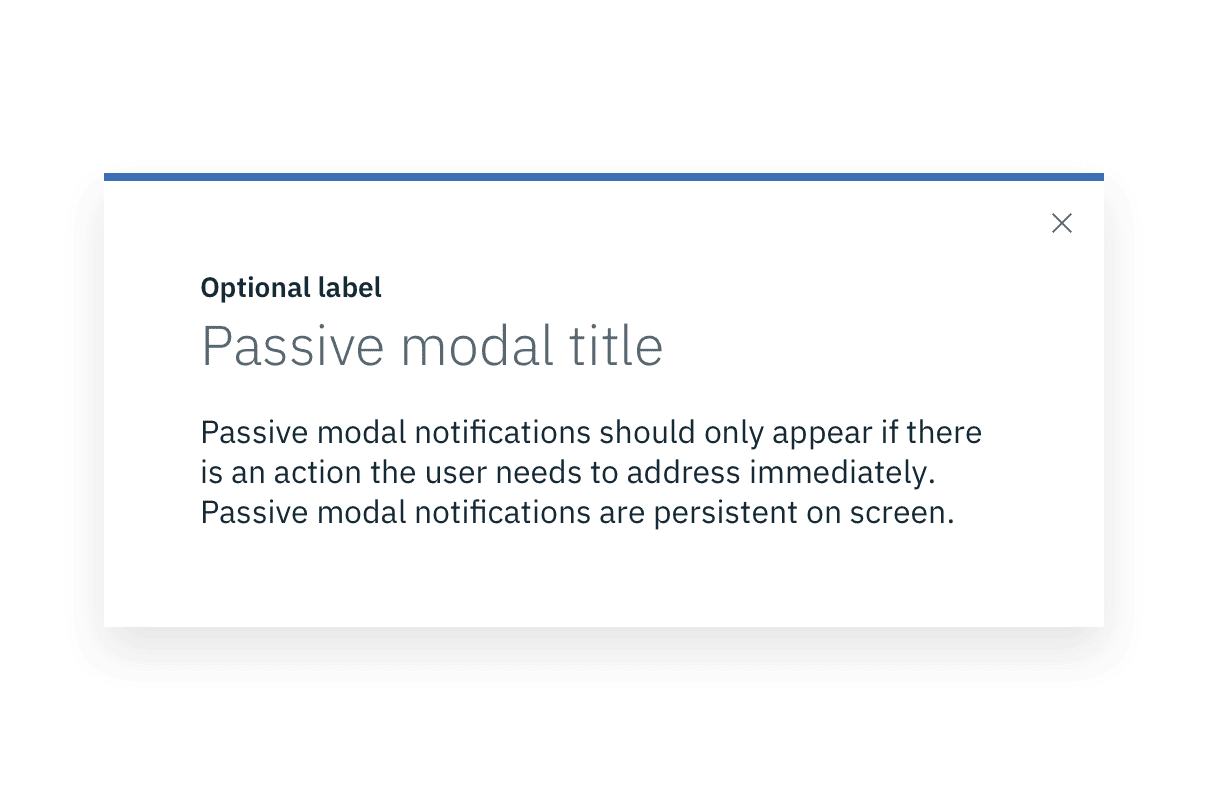 Optional label
Passive modal title
Passive modal notifications should only appear if there
is an action the user needs to address immediately.
Passive modal notifications are persistent on screen.